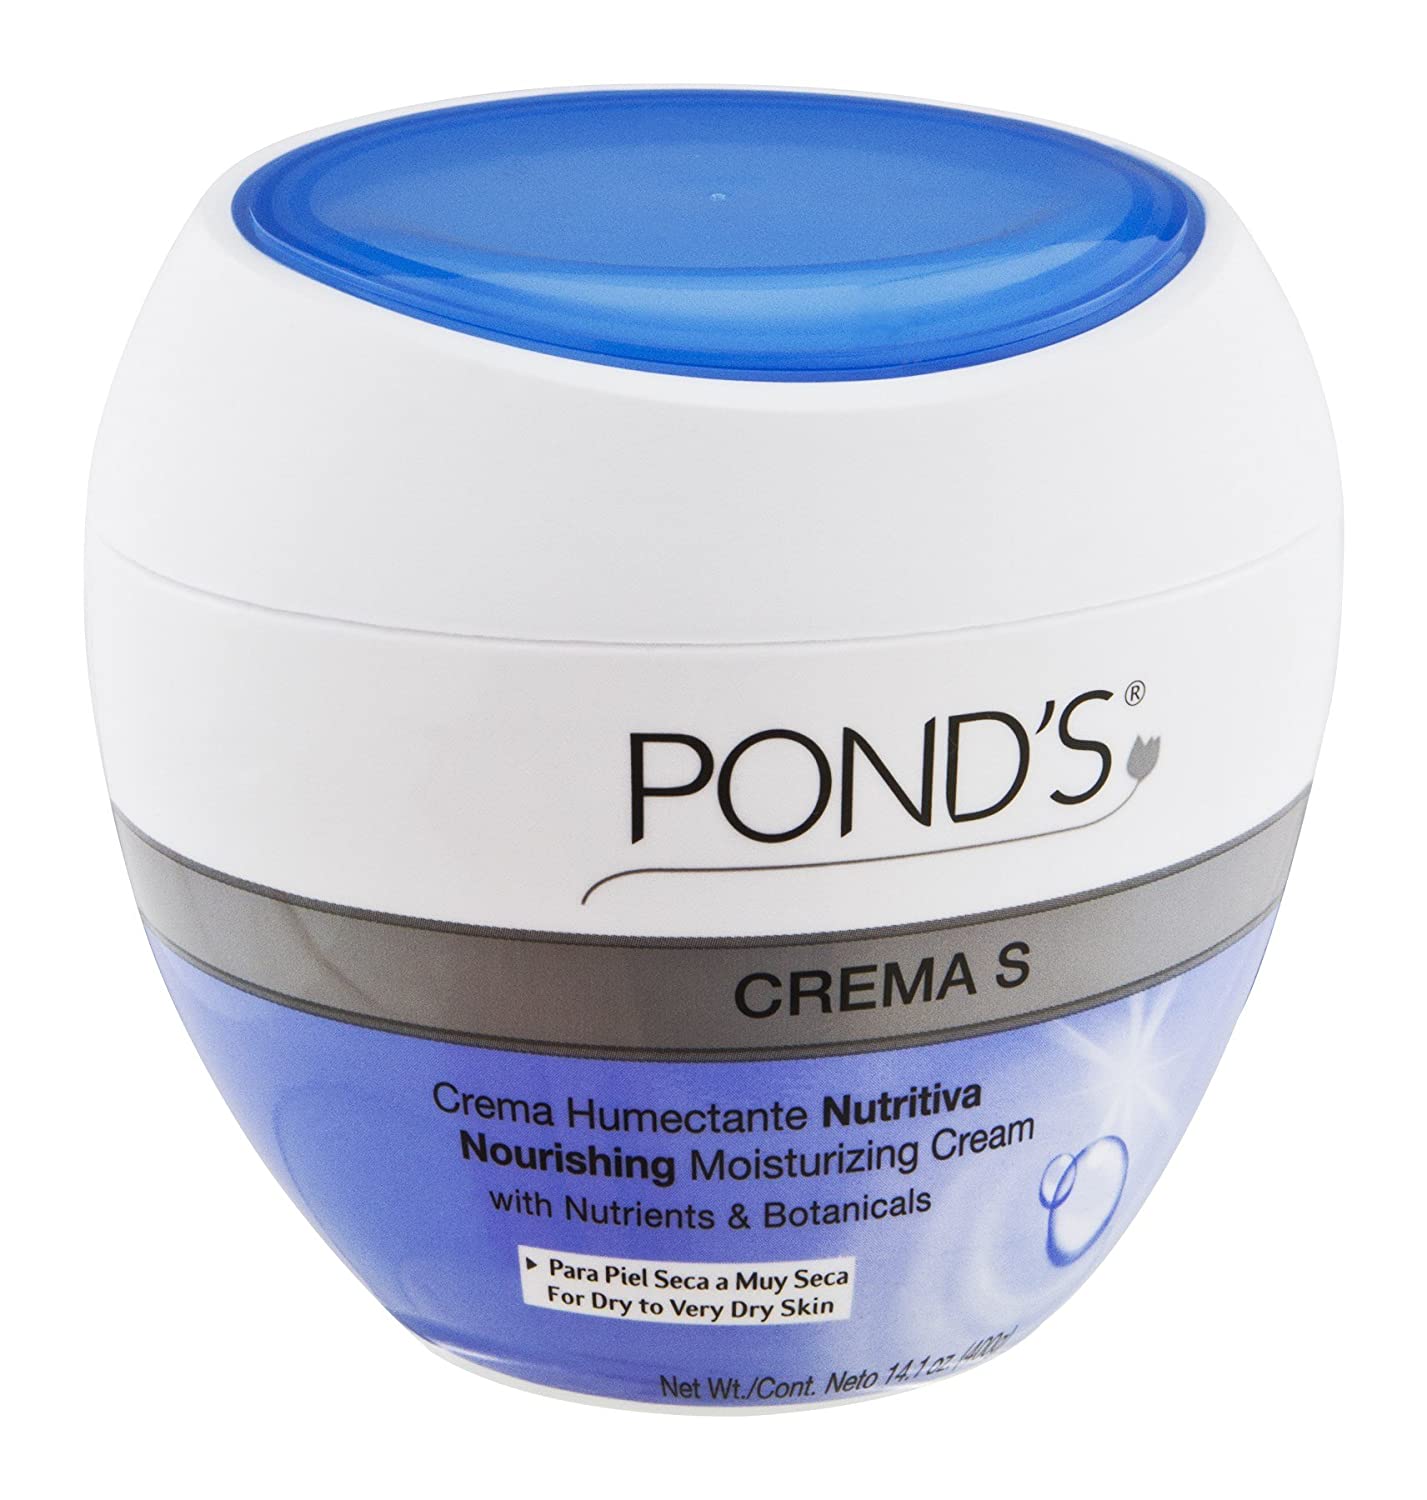 POND'S®
CREMA S
Crema Humectante Nutritiva
Nourishing Moisturizing Cream
with Nutrients & Botanicals
Para Piel Seca a Muy Seca
For Dry to Very Dry Skin
Net Wt./Cont. Neto 14.1 oz. (400g)